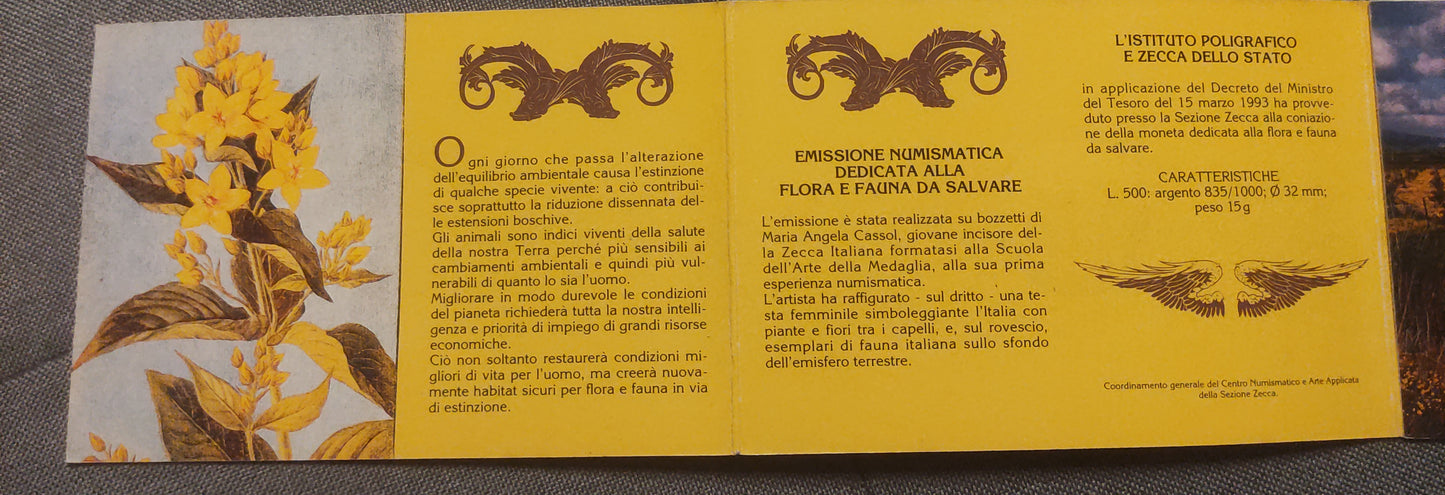 Ogni giorno che passa l'alterazione
dell'equilibrio ambientale causa l'estinzione
di qualche specie vivente: a ciò contribui-
sce soprattutto la riduzione dissennata del-
le estensioni boschive.
Gli animali sono indici viventi della salute
della nostra Terra perché più sensibili ai
cambiamenti ambientali e quindi più vul-
nerabili di quanto lo sia l'uomo.
Migliorare in modo durevole le condizioni
del pianeta richiederà tutta la nostra intelli-
genza e priorità di impiego di grandi risorse
economiche.
Ciò non soltanto restaurerà condizioni mi-
gliori di vita per l'uomo, ma creerà nuova-
mente habitat sicuri per flora e fauna in via
di estinzione.
EMISSIONE NUMISMATICA
DEDICATA ALLA
FLORA E FAUNA DA SALVARE
L'emissione è stata realizzata su bozzetti di
Maria Angela Cassol, giovane incisore del-
la Zecca Italiana formatasi alla Scuola
dell'Arte della Medaglia, alla sua prima
esperienza numismatica.
L'artista ha raffigurato - sul dritto - una te-
sta femminile simboleggiante l'Italia con
piante e fiori tra i capelli, e, sul rovescio,
esemplari di fauna italiana sullo sfondo
dell'emisfero terrestre.
L'ISTITUTO POLIGRAFICO
E ZECCA DELLO STATO
in applicazione del Decreto del Ministro
del Tesoro del 15 marzo 1993 ha provve-
duto presso la Sezione Zecca alla coniazio-
ne della moneta dedicata alla flora e fauna
da salvare.
CARATTERISTICHE
L. 500: argento 835/1000; Ø 32 mm;
peso 15 g
Coordinamento generale del Centro Numismatico e Arte Applicata
della Sezione Zecca.